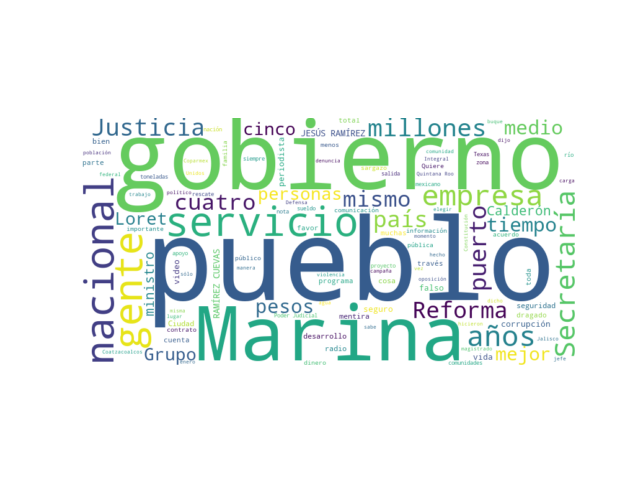 Justicia
cinco
total
JESÚS RAMÍREZ
millones
medio
bien
gobierno
periodista
familia
siempre
menos
denuncia
sargazo
salida
Quiere
Integral
Quintana Roo
mexicano
comunidad
Texas
zona
dijo
río
población
parte
federal
toneladas
trabajo
político
rescate
Defensa
personas
mismo
empresa
carga
nacional
cuatro
sueldo
nota
comunicación
Loret
servicio
favor
país
Calderón
tiempo
elegir
acuerdo
importante
gente
ministro
video
apoyo
sólo
público
manera
RAMÍREZ CUEVAS
pueblo
información
pública
momento
hecho
través
oposición
falso
proyecto
campaña
cosa
violencia
programa
puerto
toda
Secretaría
misma
lugar
Ciudad
contrato
cuenta
pesos
Poder Judicial
mentira
seguro
Reforma
seguridad
dragado
corrupción
Jalisco
Coatzacoalcos
Grupo
Marina
desarrollo
radio
dinero
sabe
años
magistrado
vida
comunidades
mejor
jefe